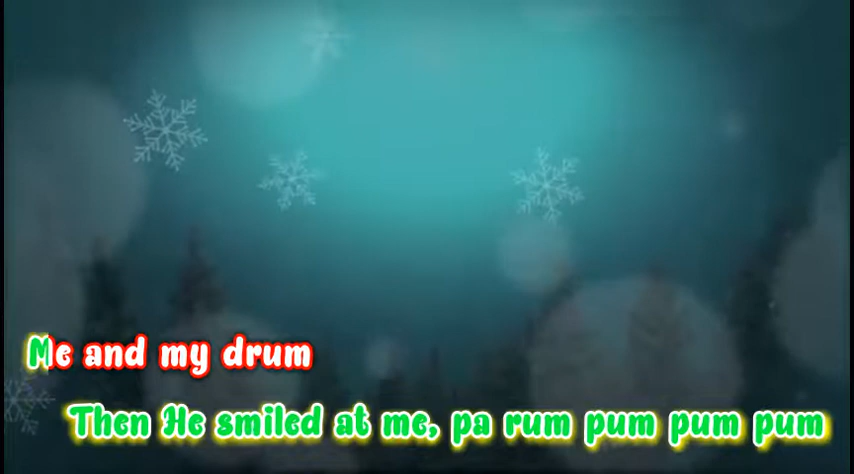 Me and my drum
Then He smiled at me, pa rum pum pum pum